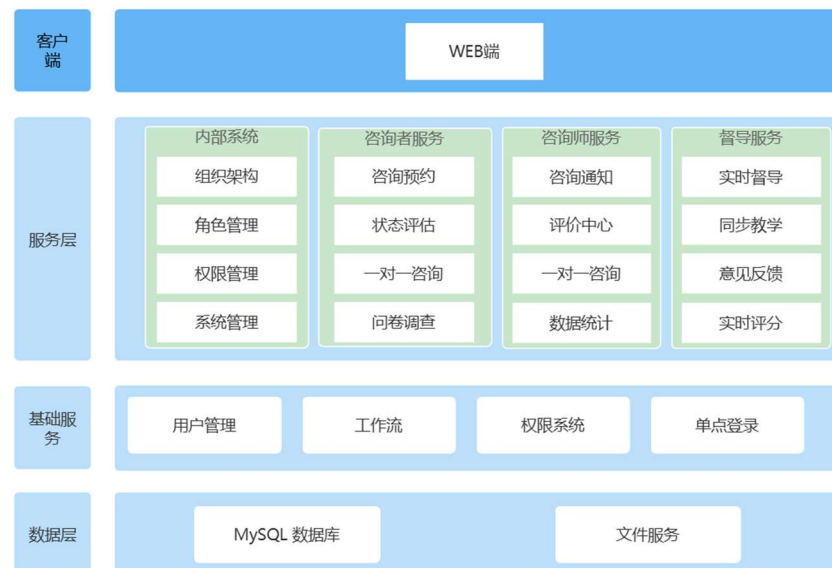 客户
端
WEB端
服务层
内部系统
组织架构
角色管理
权限管理
系统管理
咨询者服务
咨询预约
状态评估
一对一咨询
问卷调查
咨询师服务
咨询通知
评价中心
一对一咨询
数据统计
督导服务
实时督导
同步教学
意见反馈
实时评分
基础服
务
用户管理
工作流
权限系统
单点登录
数据层
MySQL 数据库
文件服务